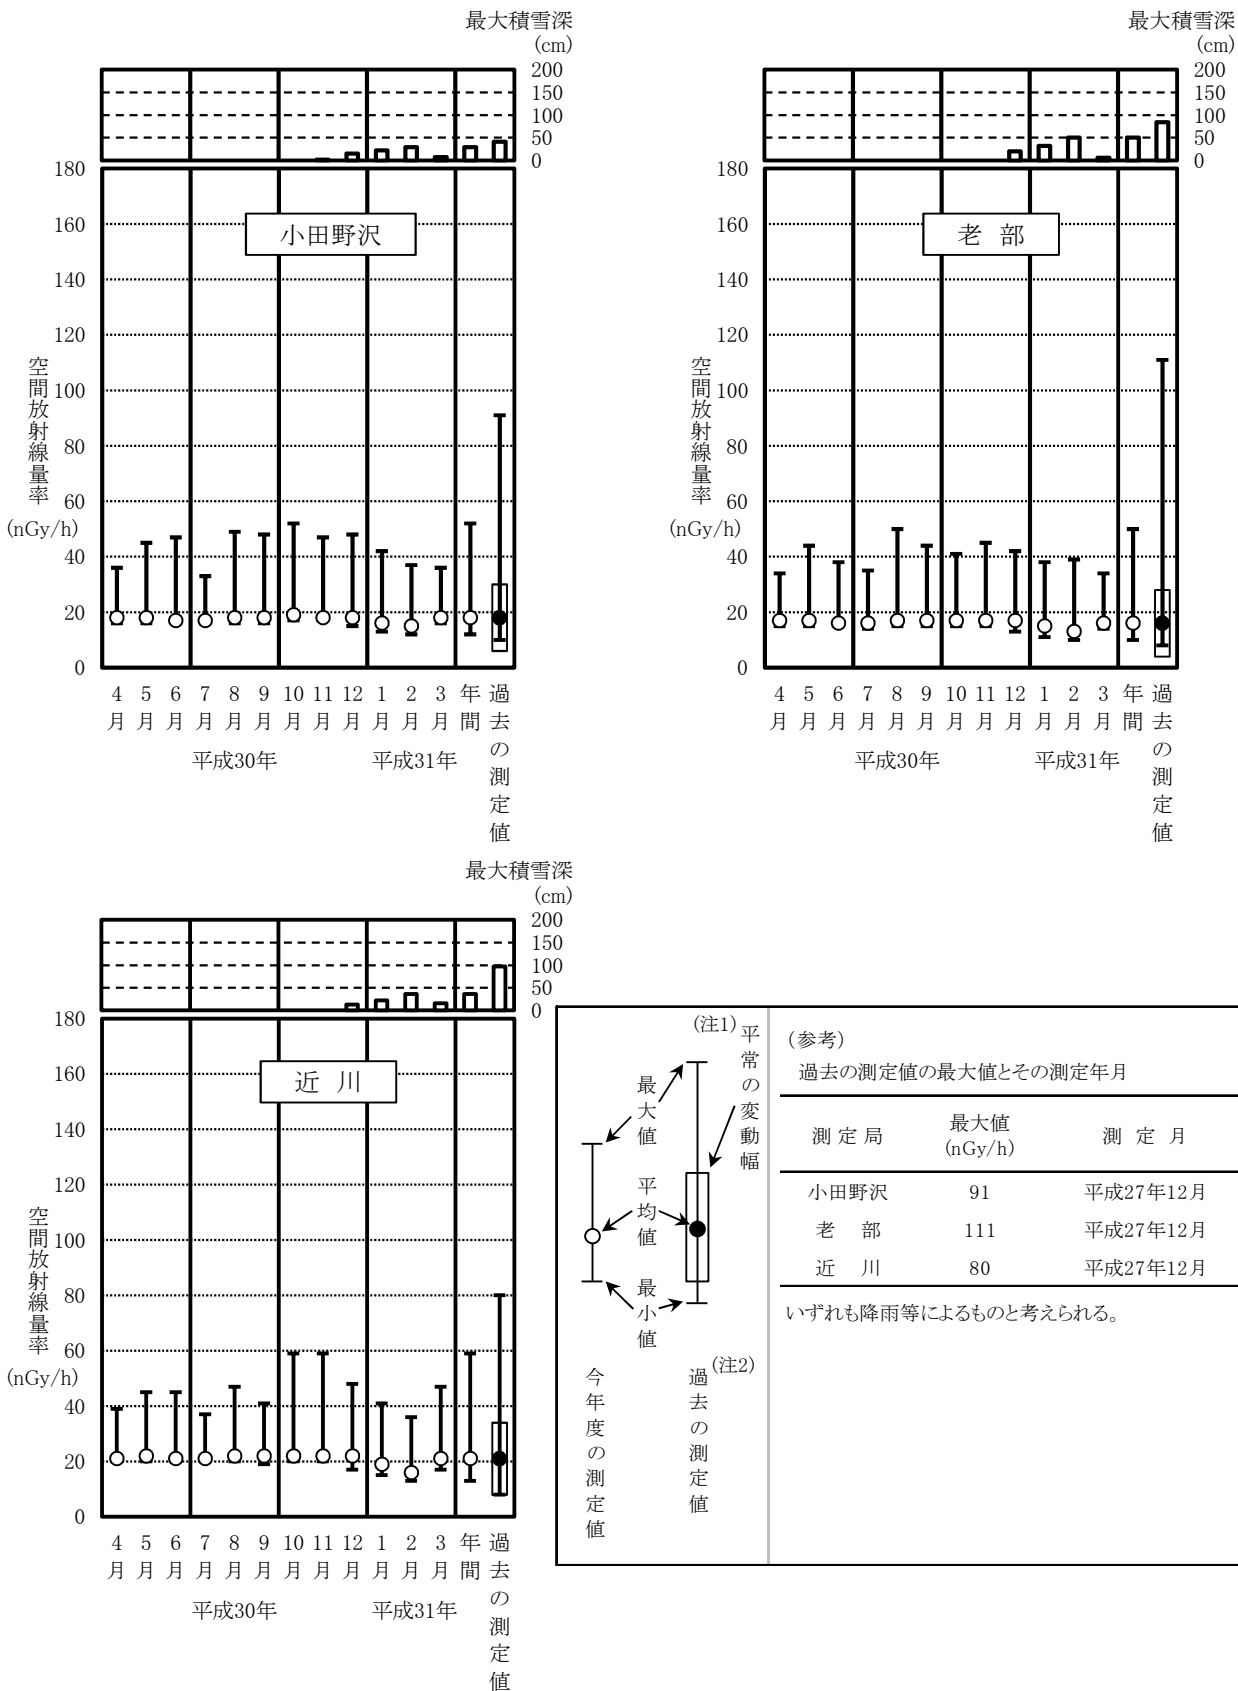 最大積雪深
(cm)
200
150
100
50
0
180
160
140
120
100
80
60
40
20
0
小田野沢
空間放射線量率
(nGy/h)
4月 5月 6月 7月 8月 9月 10月 11月 12月 1月 2月 3月 年間 過去の測定値
平成30年 平成31年
最大積雪深
(cm)
200
150
100
50
0
180
160
140
120
100
80
60
40
20
0
老 部
空間放射線量率
(nGy/h)
4月 5月 6月 7月 8月 9月 10月 11月 12月 1月 2月 3月 年間 過去の測定値
平成30年 平成31年
最大積雪深
(cm)
200
150
100
50
0
180
160
140
120
100
80
60
40
20
0
近 川
空間放射線量率
(nGy/h)
4月 5月 6月 7月 8月 9月 10月 11月 12月 1月 2月 3月 年間 過去の測定値
平成30年 平成31年
(注1)
平常の変動幅
最大値
平均値
最小値
今年度の測定値
過去の測定値
(注2)
(参考)
過去の測定値の最大値とその測定年月
測定局 最大値 (nGy/h) 測 定 月
小田野沢 91 平成27年12月
老 部 111 平成27年12月
近 川 80 平成27年12月
いずれも降雨等によるものと考えられる。